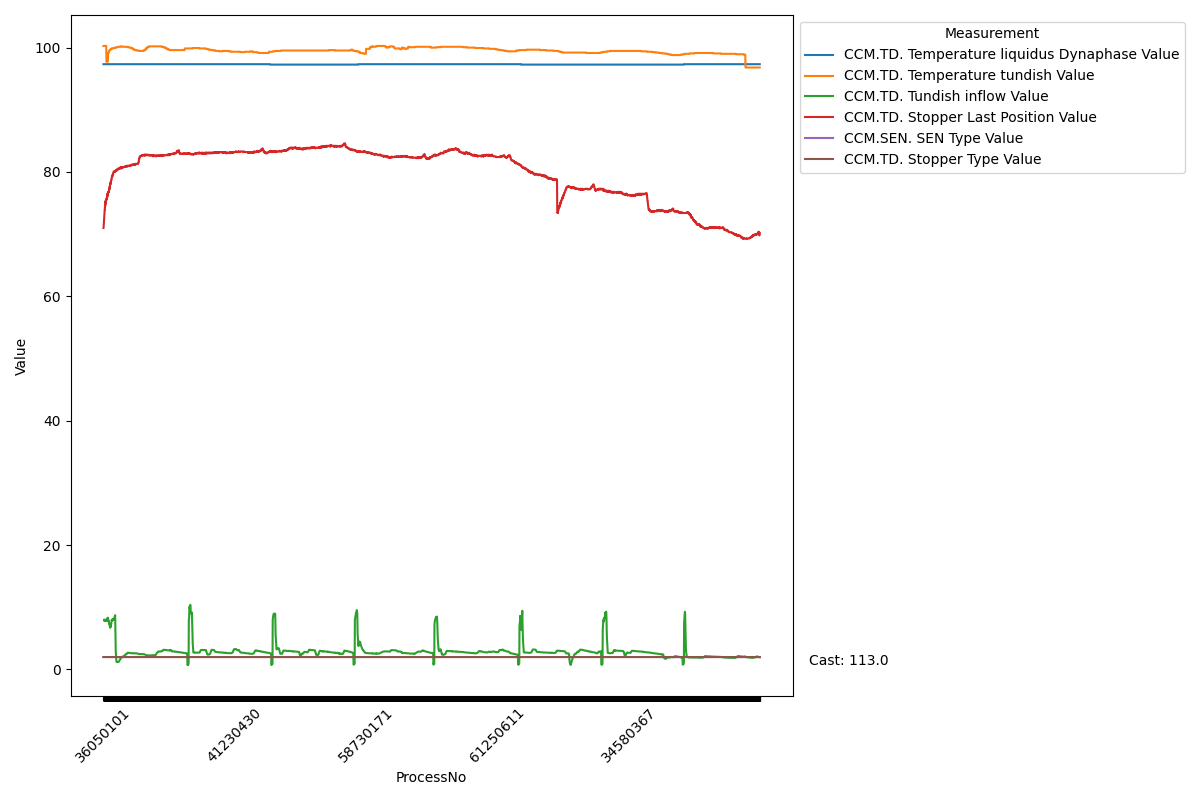 Measurement
CCM.TD. Temperature liquidus Dynaphase Value
CCM.TD. Temperature tundish Value
CCM.TD. Tundish inflow Value
CCM.TD. Stopper Last Position Value
CCM.SEN. SEN Type Value
CCM.TD. Stopper Type Value
100
80
60
40
20
0
Value
Cast: 113.0
36050101
41230430
58730171
61250611
34580367
ProcessNo